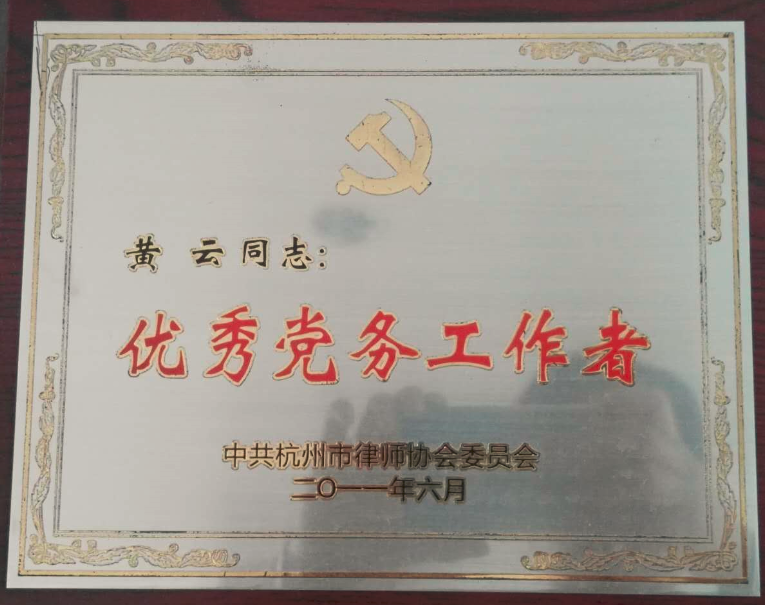 黄 云同志：
优秀党务工作者
中共杭州市律师协会委员会
二〇一一年六月